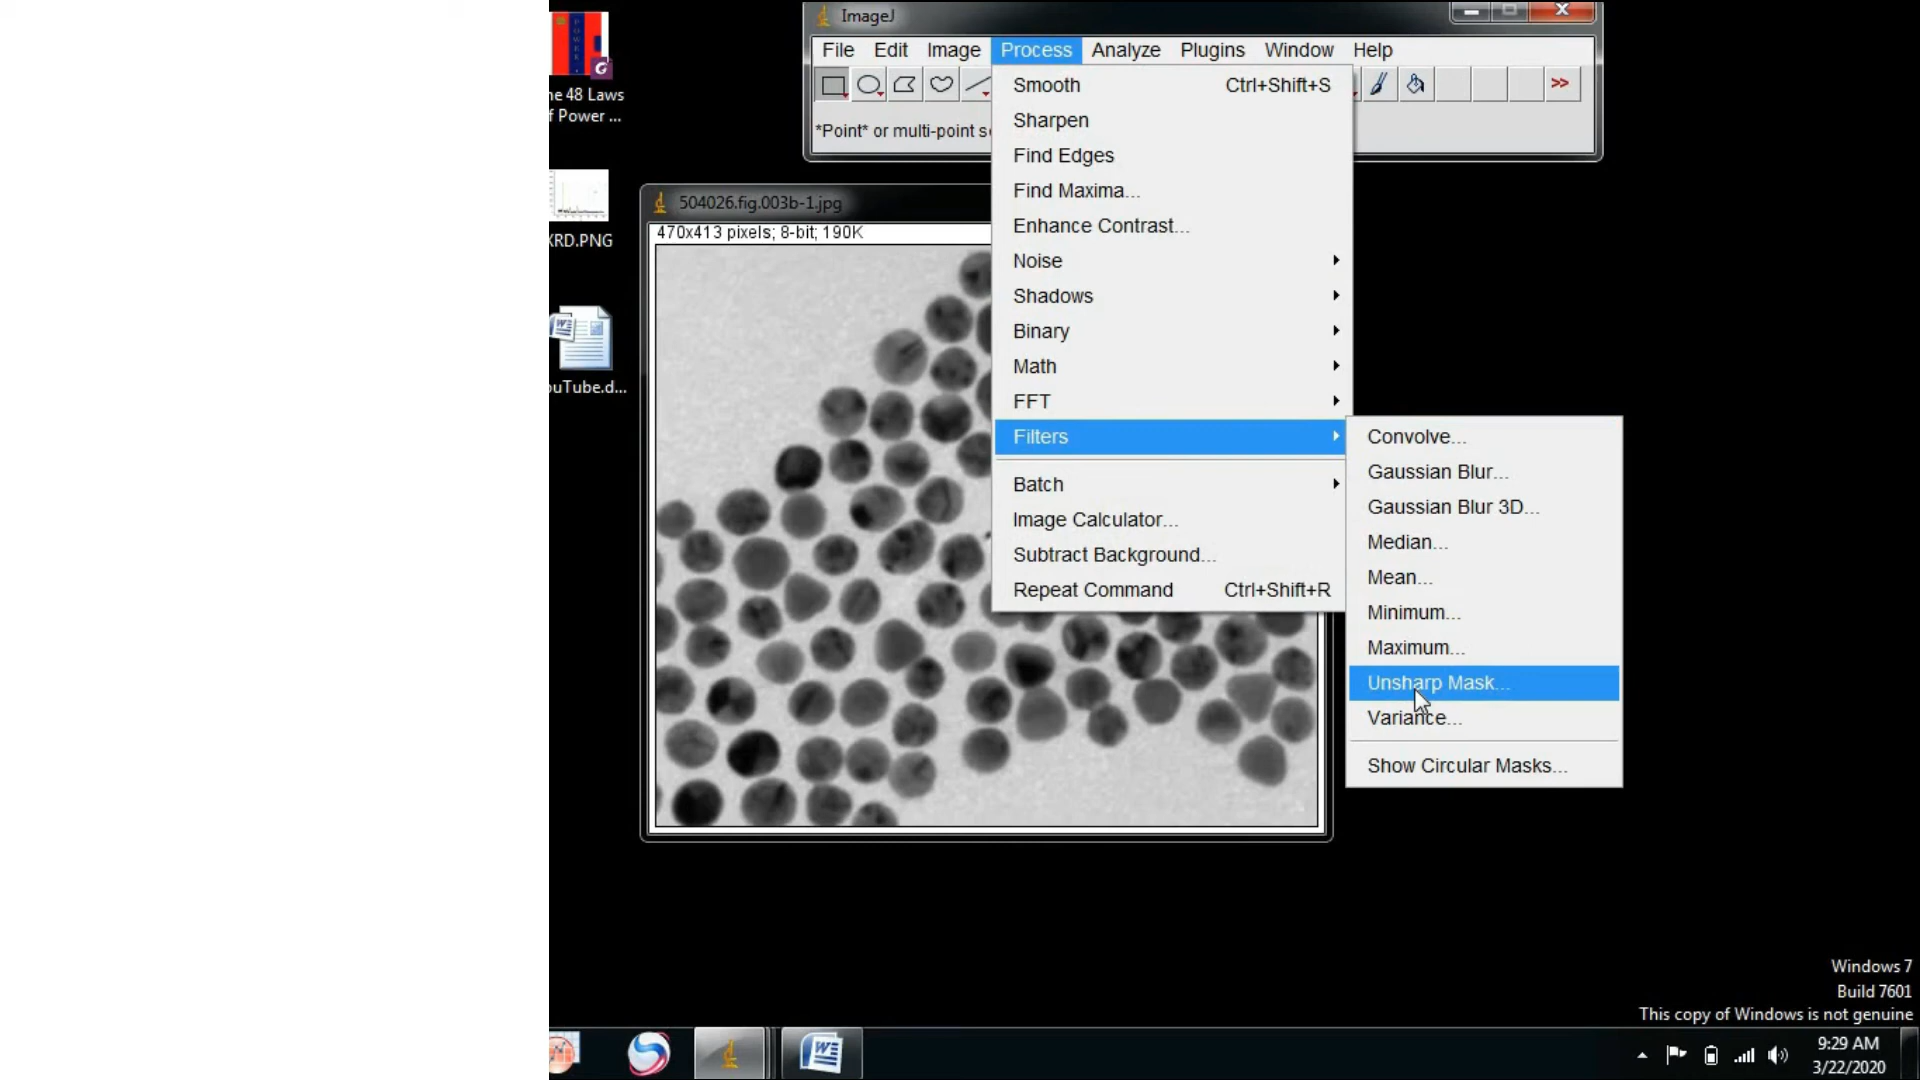 ImageJ
File Edit Image Process Analyze Plugins Window Help
*Point* or multi-point s
Smooth Ctrl+Shift+S
Sharpen
Find Edges
Find Maxima...
Enhance Contrast...
Noise
Shadows
Binary
Math
FFT
Filters
Batch
Image Calculator...
Subtract Background...
Repeat Command Ctrl+Shift+R
Convolve...
Gaussian Blur...
Gaussian Blur 3D...
Median...
Mean...
Minimum...
Maximum...
Unsharp Mask...
Variance...
Show Circular Masks...
504026.fig.003b-1.jpg
470x413 pixels; 8-bit; 190K
POWER
he 48 Laws
f Power ...
XRD.PNG
ouTube.d...
Windows 7
Build 7601
This copy of Windows is not genuine
9:29 AM
3/22/2020